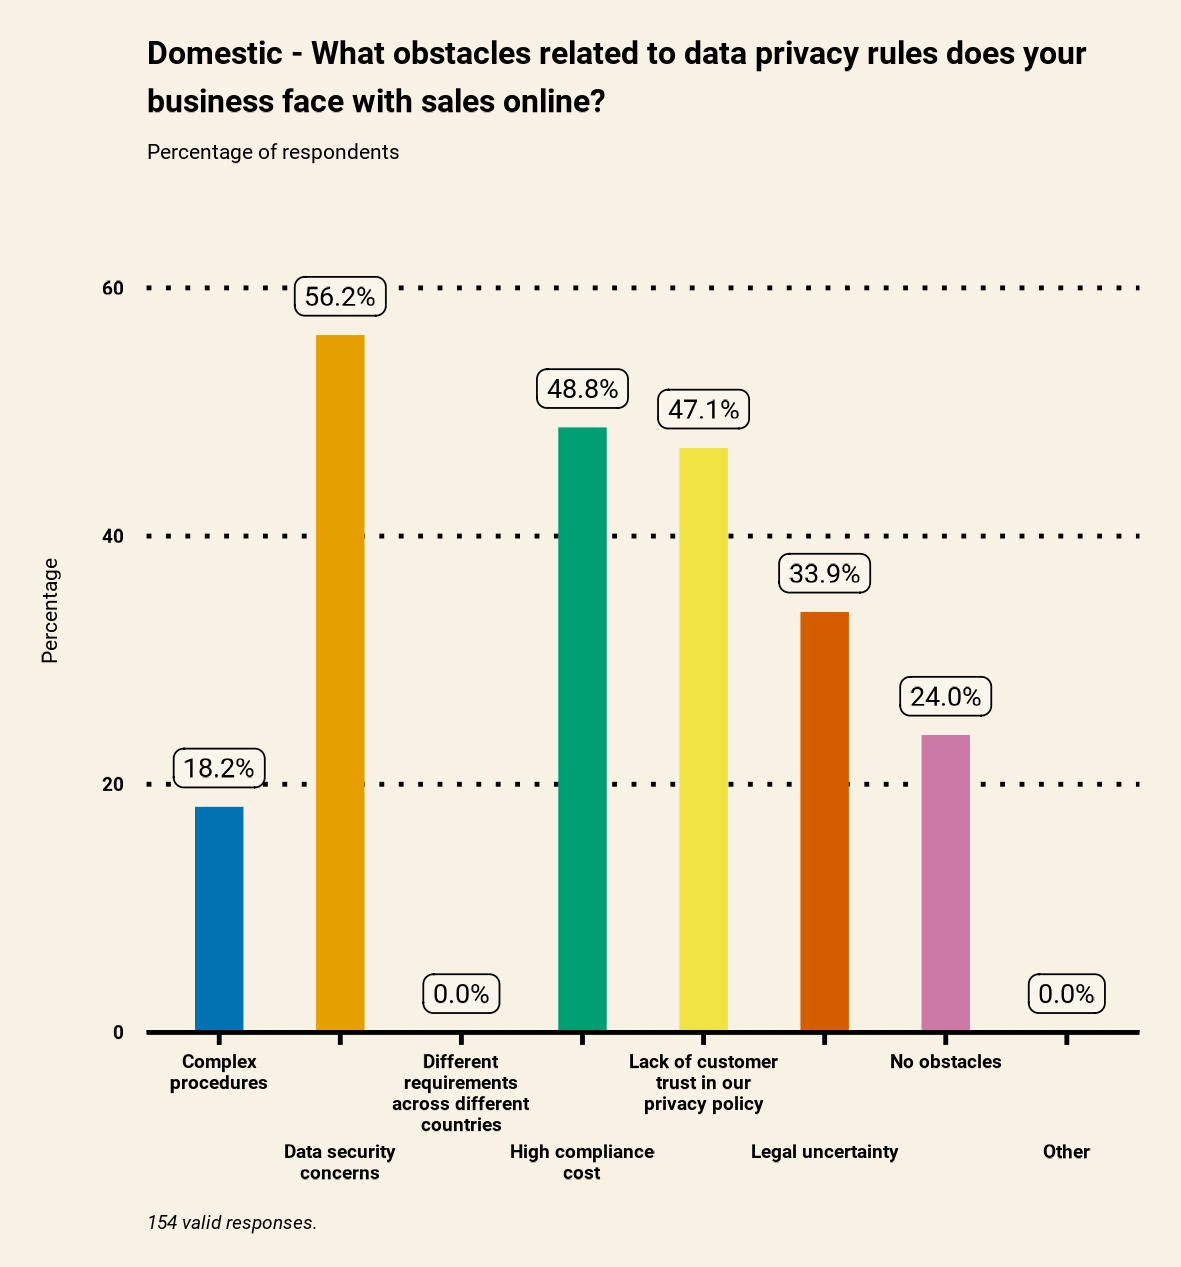 Domestic - What obstacles related to data privacy rules does your
business face with sales online?
Percentage of respondents
60
40
20
0
Percentage
18.2%
56.2%
0.0%
48.8%
47.1%
33.9%
24.0%
0.0%
Complex
procedures
Data security
concerns
Different
requirements
across different
countries
High compliance
cost
Lack of customer
trust in our
privacy policy
Legal uncertainty
No obstacles
Other
154 valid responses.